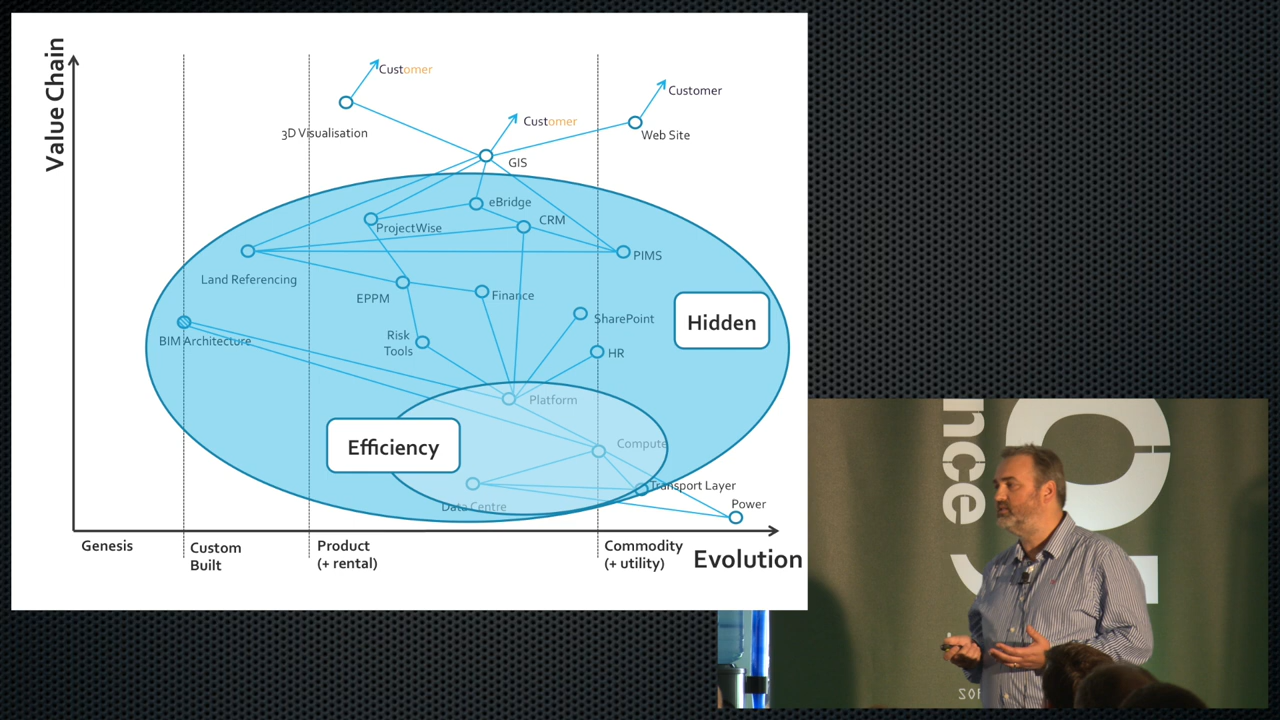 Value Chain
Customer
Customer
Customer
3D Visualisation
Web Site
GIS
eBridge
CRM
ProjectWise
PIMS
Land Referencing
EPPM
Finance
SharePoint
Hidden
Risk
Tools
BIM Architecture
HR
Platform
Efficiency
Compute
Transport Layer
Data Centre
Power
Genesis
Custom
Built
Product
(+ rental)
Commodity
(+ utility)
Evolution
nce